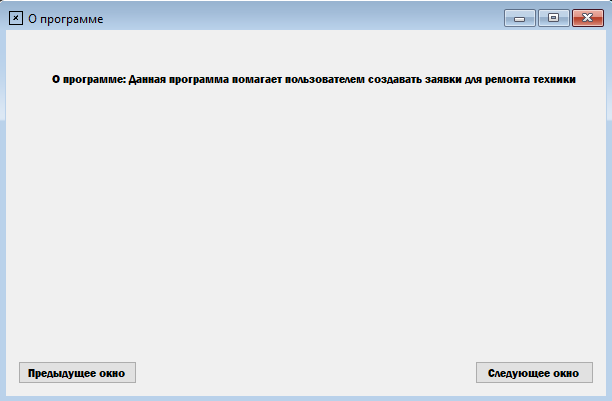 О программе
О программе: Данная программа помагает пользователем создавать заявки для ремонта техники
Предыдущее окно
Следующее окно